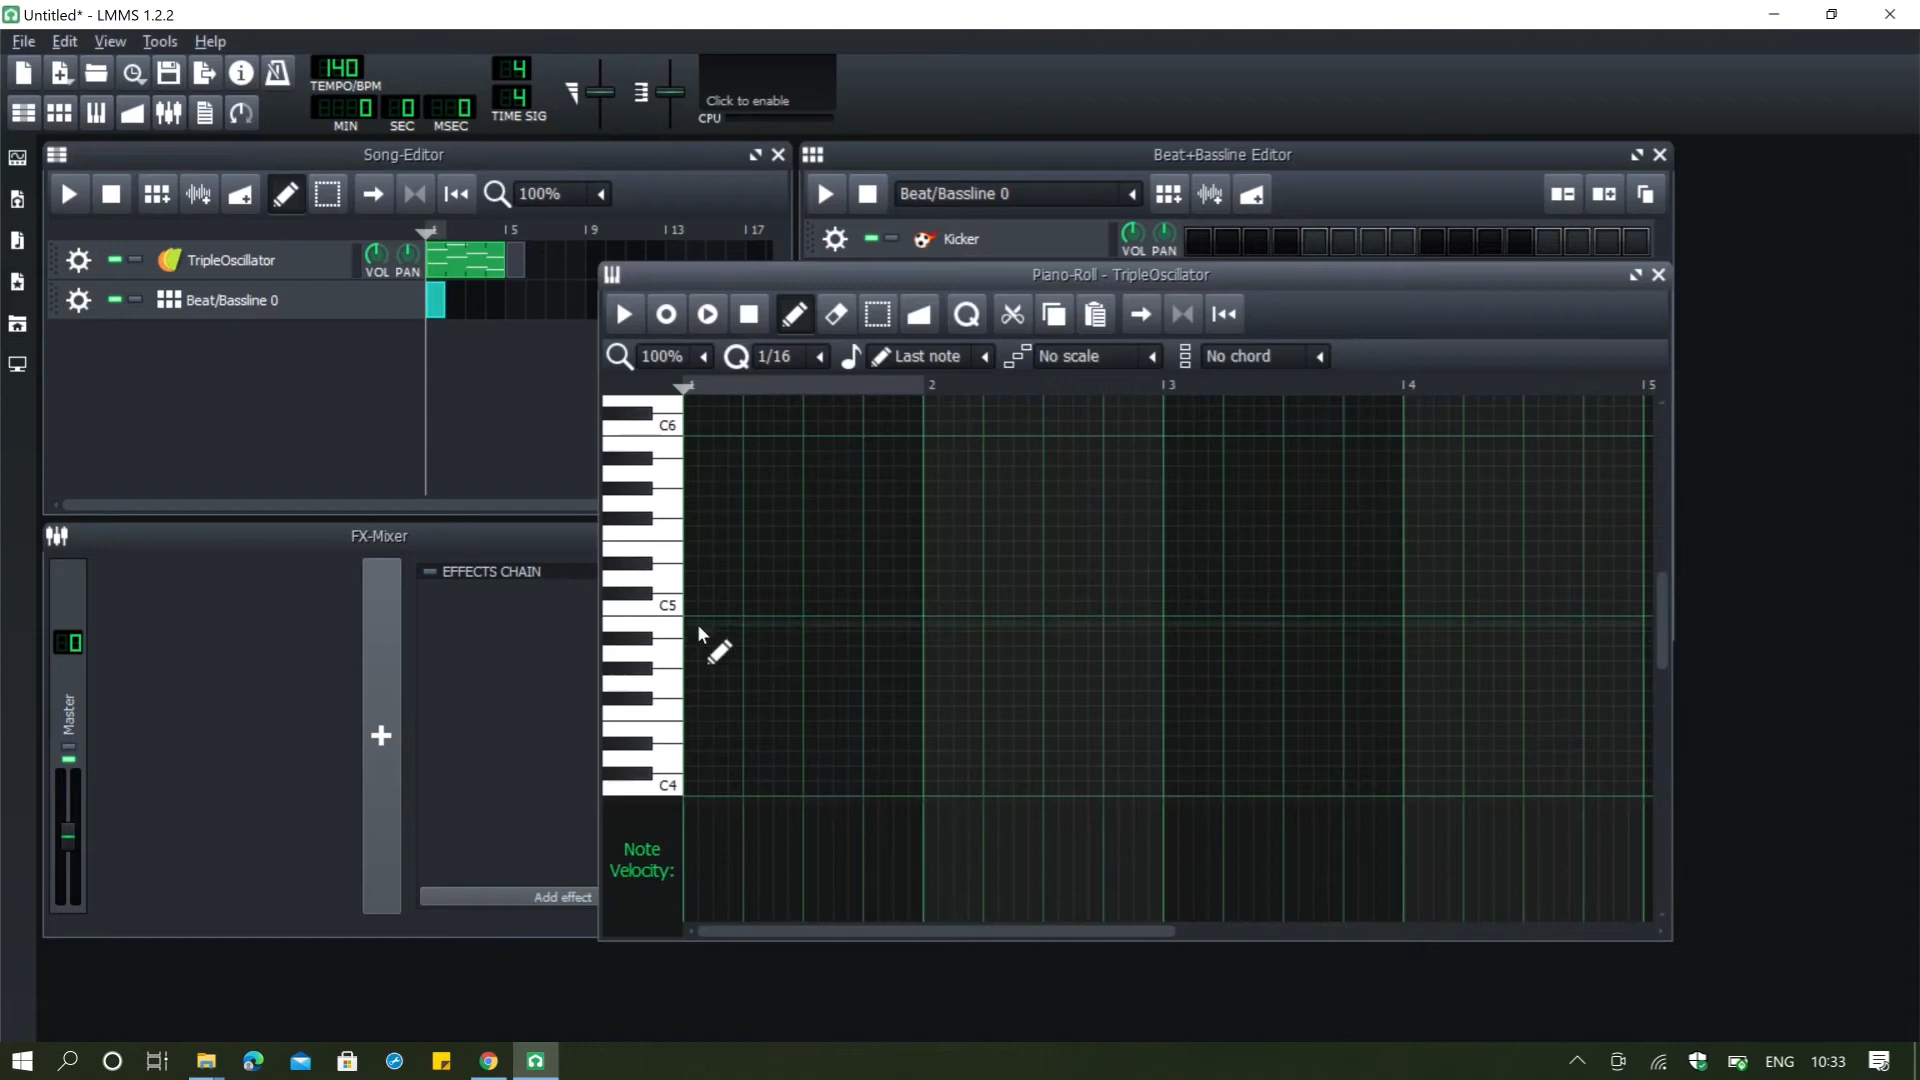 Untitled* - LMMS 1.2.2
File Edit View Tools Help
140
TEMPO/BPM
0 0 0
MIN SEC MSEC
4
4
TIME SIG
Click to enable
CPU
Song-Editor
100%
1 5 9 13 17
TripleOscillator
VOL PAN
Beat/Bassline 0
Beat+Bassline Editor
Beat/Bassline 0
Kicker
VOL PAN
Piano-Roll - TripleOscillator
100% 1/16 Last note No scale No chord
1 2 3 4 5
C6
C5
C4
Note
Velocity:
FX-Mixer
EFFECTS CHAIN
0
Master
Add effect
ENG 10:33